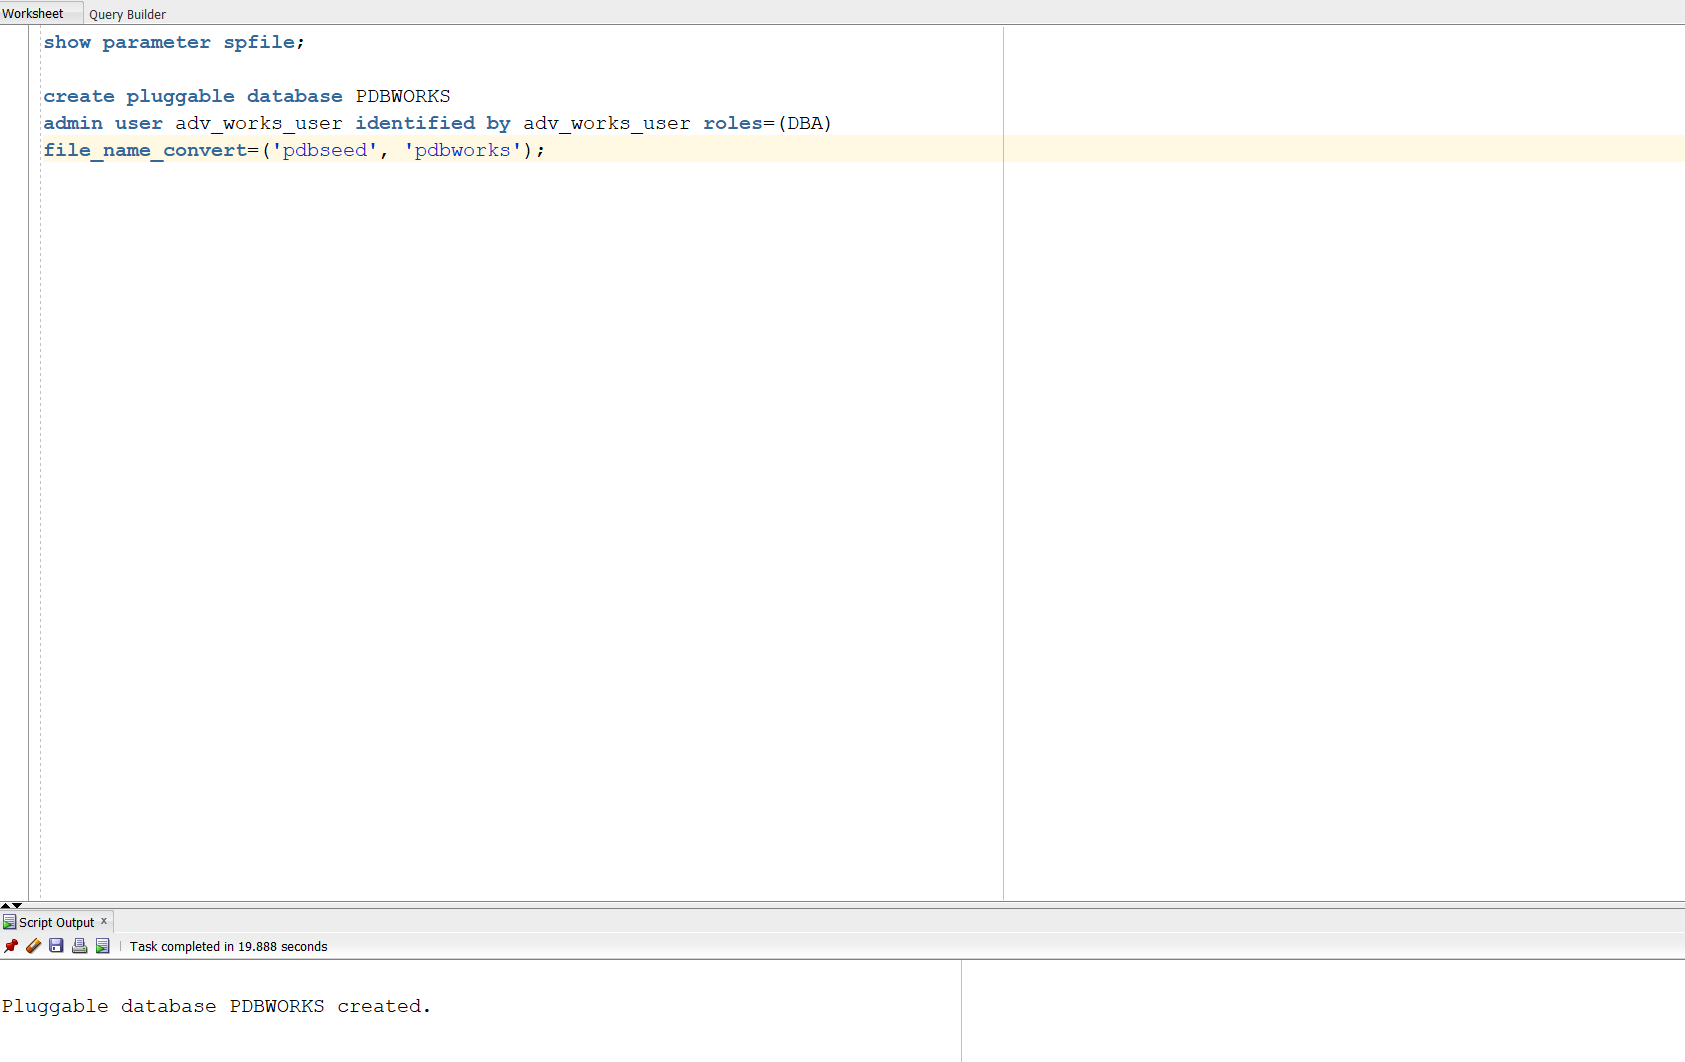 Worksheet Query Builder
show parameter spfile;
create pluggable database PDBWORKS
admin user adv_works_user identified by adv_works_user roles=(DBA)
file_name_convert=('pdbseed', 'pdbworks');
Script Output x
Task completed in 19.888 seconds
Pluggable database PDBWORKS created.